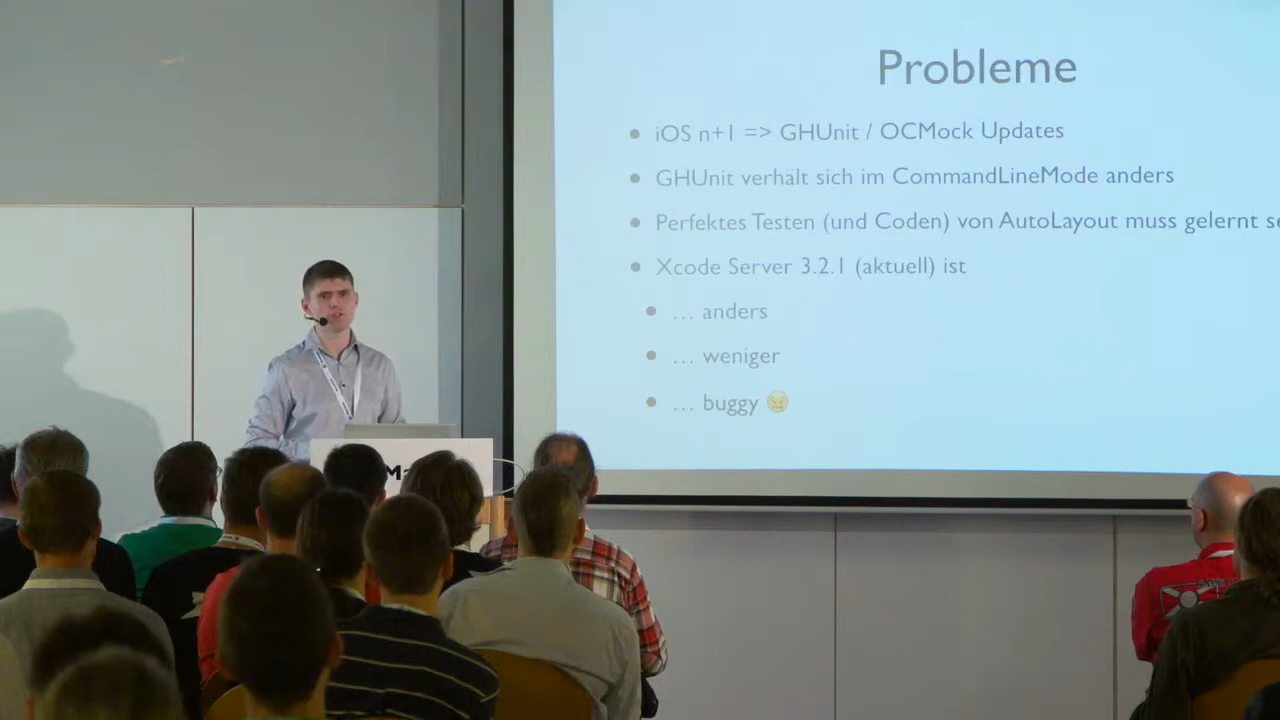 Probleme
iOS n+1 => GHUnit / OCMock Updates
GHUnit verhält sich im CommandLineMode anders
Perfektes Testen (und Coden) von AutoLayout muss gelernt
Xcode Server 3.2.1 (aktuell) ist
… anders
… weniger
… buggy 😣